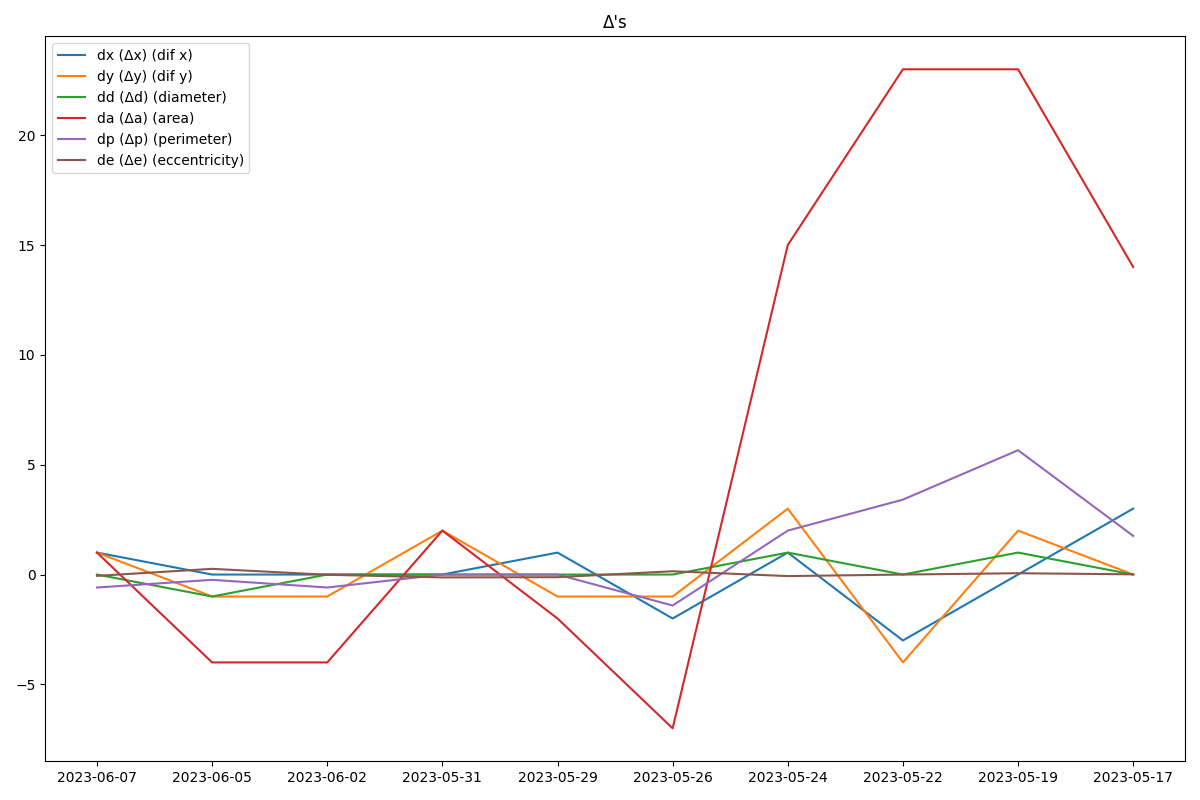 Δ's
dx (Δx) (dif x)
dy (Δy) (dif y)
dd (Δd) (diameter)
da (Δa) (area)
dp (Δp) (perimeter)
de (Δe) (eccentricity)
20
15
10
5
0
−5
2023-06-07 2023-06-05 2023-06-02 2023-05-31 2023-05-29 2023-05-26 2023-05-24 2023-05-22 2023-05-19 2023-05-17